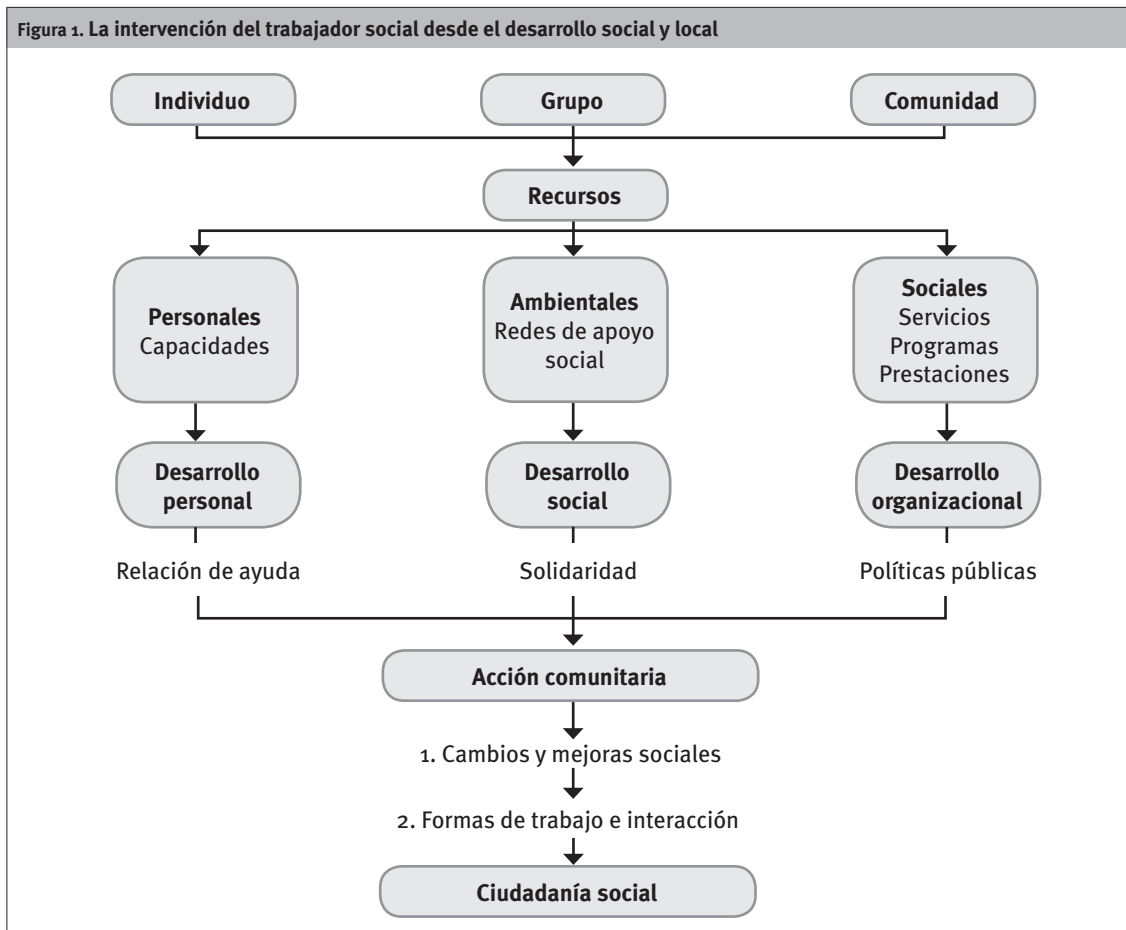 Figura 1. La intervención del trabajador social desde el desarrollo social y local
Individuo
Grupo
Comunidad
Recursos
Personales
Capacidades
Ambientales
Redes de apoyo
social
Sociales
Servicios
Programas
Prestaciones
Desarrollo
personal
Desarrollo
social
Desarrollo
organizacional
Relación de ayuda
Solidaridad
Políticas públicas
Acción comunitaria
1. Cambios y mejoras sociales
2. Formas de trabajo e interacción
Ciudadanía social